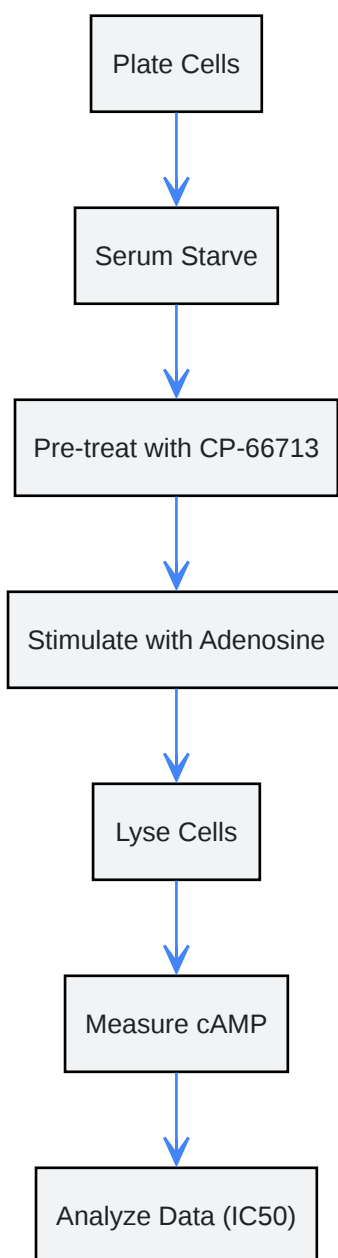 Plate Cells
Serum Starve
Pre-treat with CP-66713
Stimulate with Adenosine
Lyse Cells
Measure cAMP
Analyze Data (IC50)